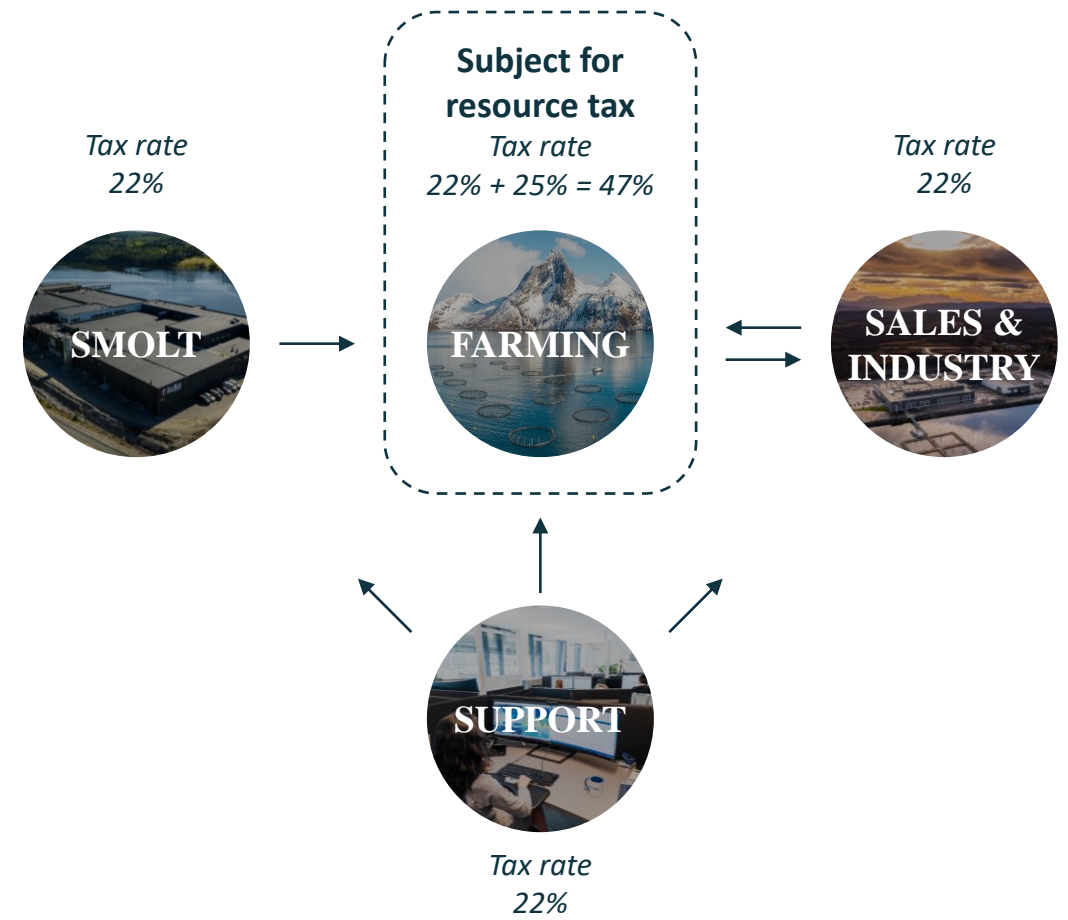 Subject for
resource tax
Tax rate
22% + 25% = 47%
Tax rate
22%
Tax rate
22%
SMOLT
FARMING
SALES &
INDUSTRY
SUPPORT
Tax rate
22%